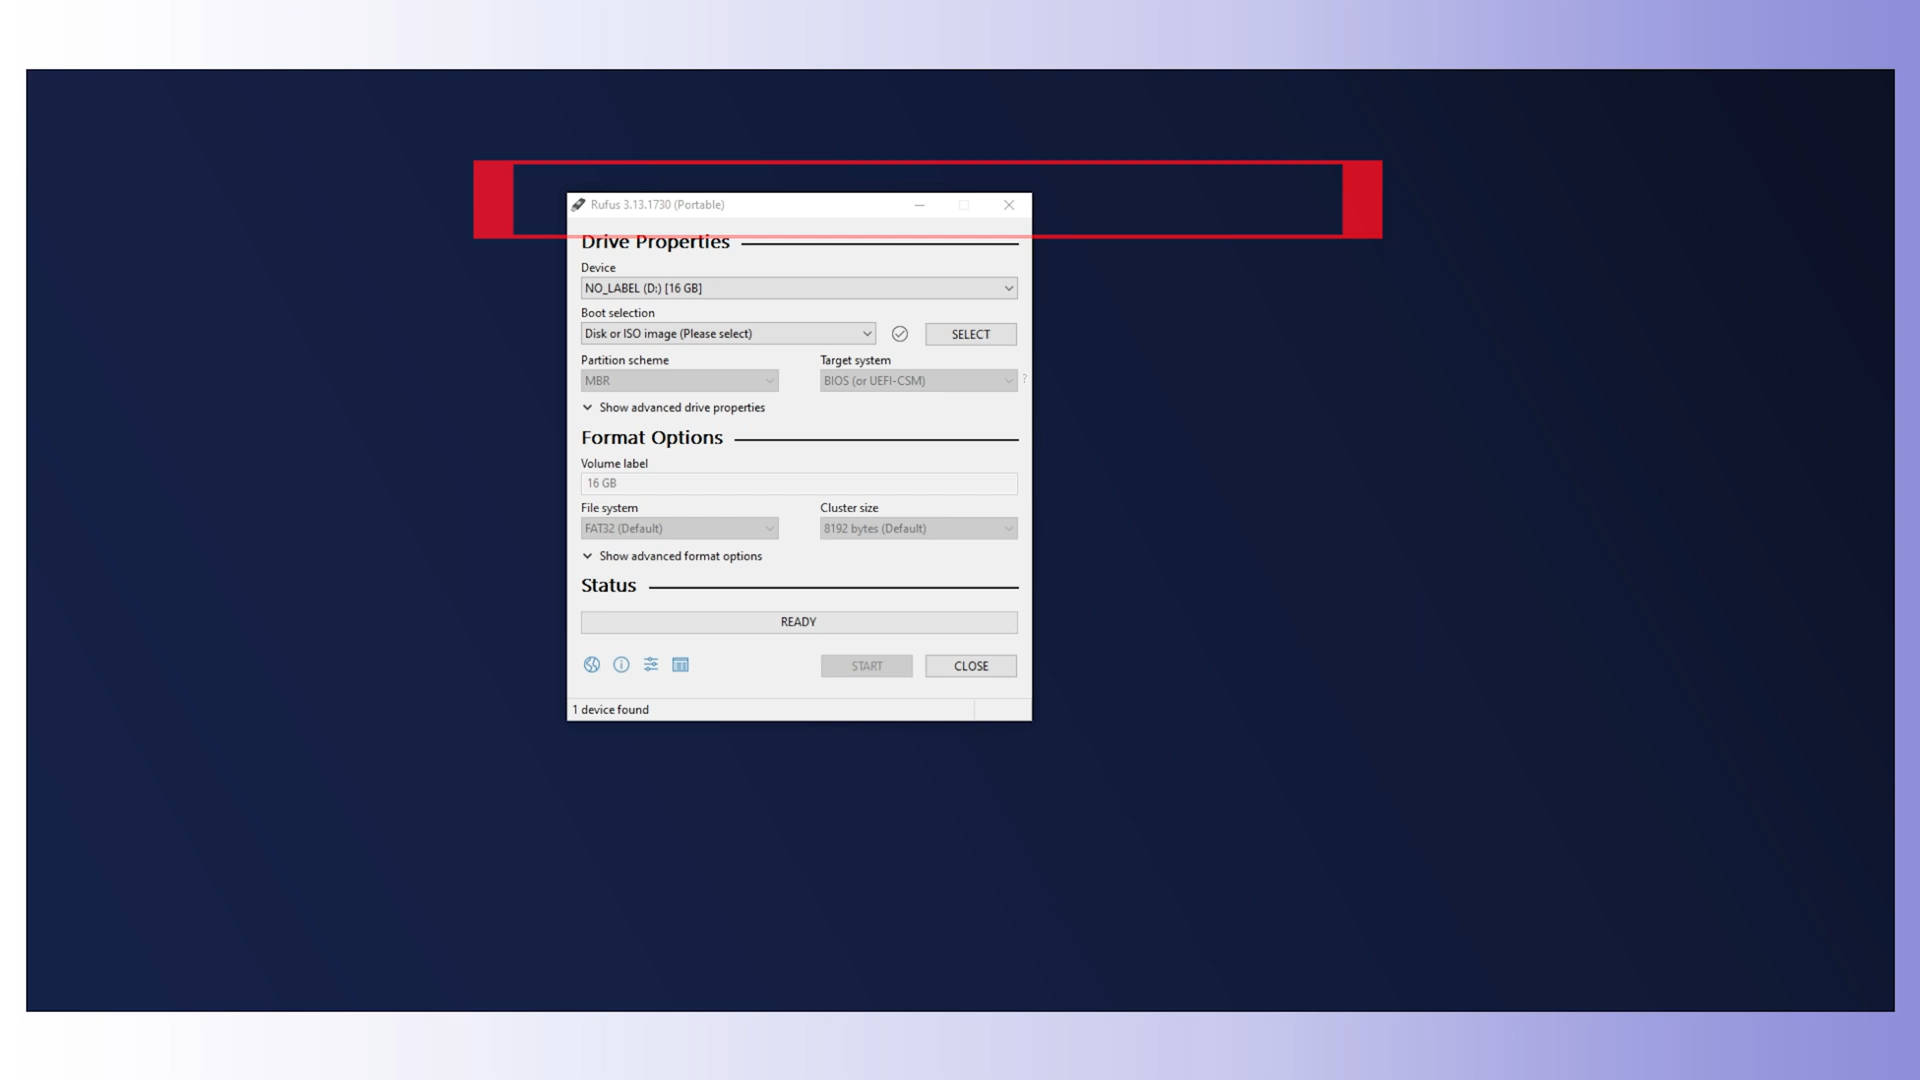 Rufus 3.13.1730 (Portable)
Drive Properties
Device
NO_LABEL (D:) [16 GB]
Boot selection
Disk or ISO image (Please select)
SELECT
Partition scheme
Target system
MBR
BIOS (or UEFI-CSM)
?
Show advanced drive properties
Format Options
Volume label
16 GB
File system
Cluster size
FAT32 (Default)
8192 bytes (Default)
Show advanced format options
Status
READY
START
CLOSE
1 device found